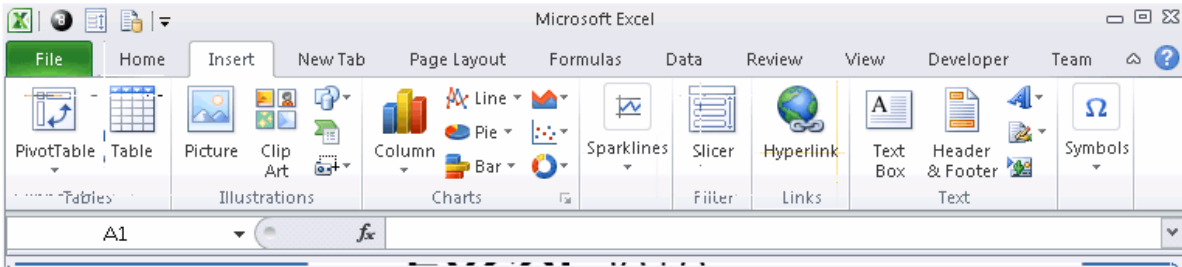 Microsoft Excel
File Home Insert New Tab Page Layout Formulas Data Review View Developer Team
Line
Pie
PivotTable Table Picture Clip Art Column Bar Sparklines Slicer Hyperlink Text Box Header & Footer Symbols
Tables Illustrations Charts Filter Links Text
A1 fx